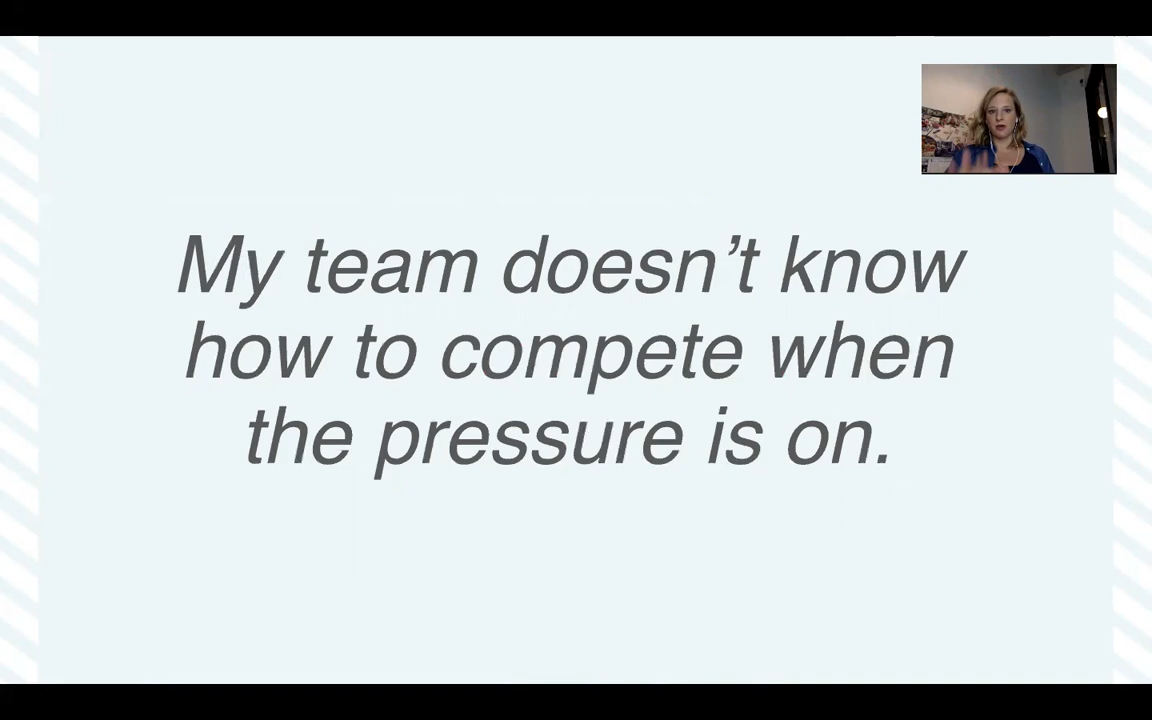 My team doesn’t know
how to compete when
the pressure is on.